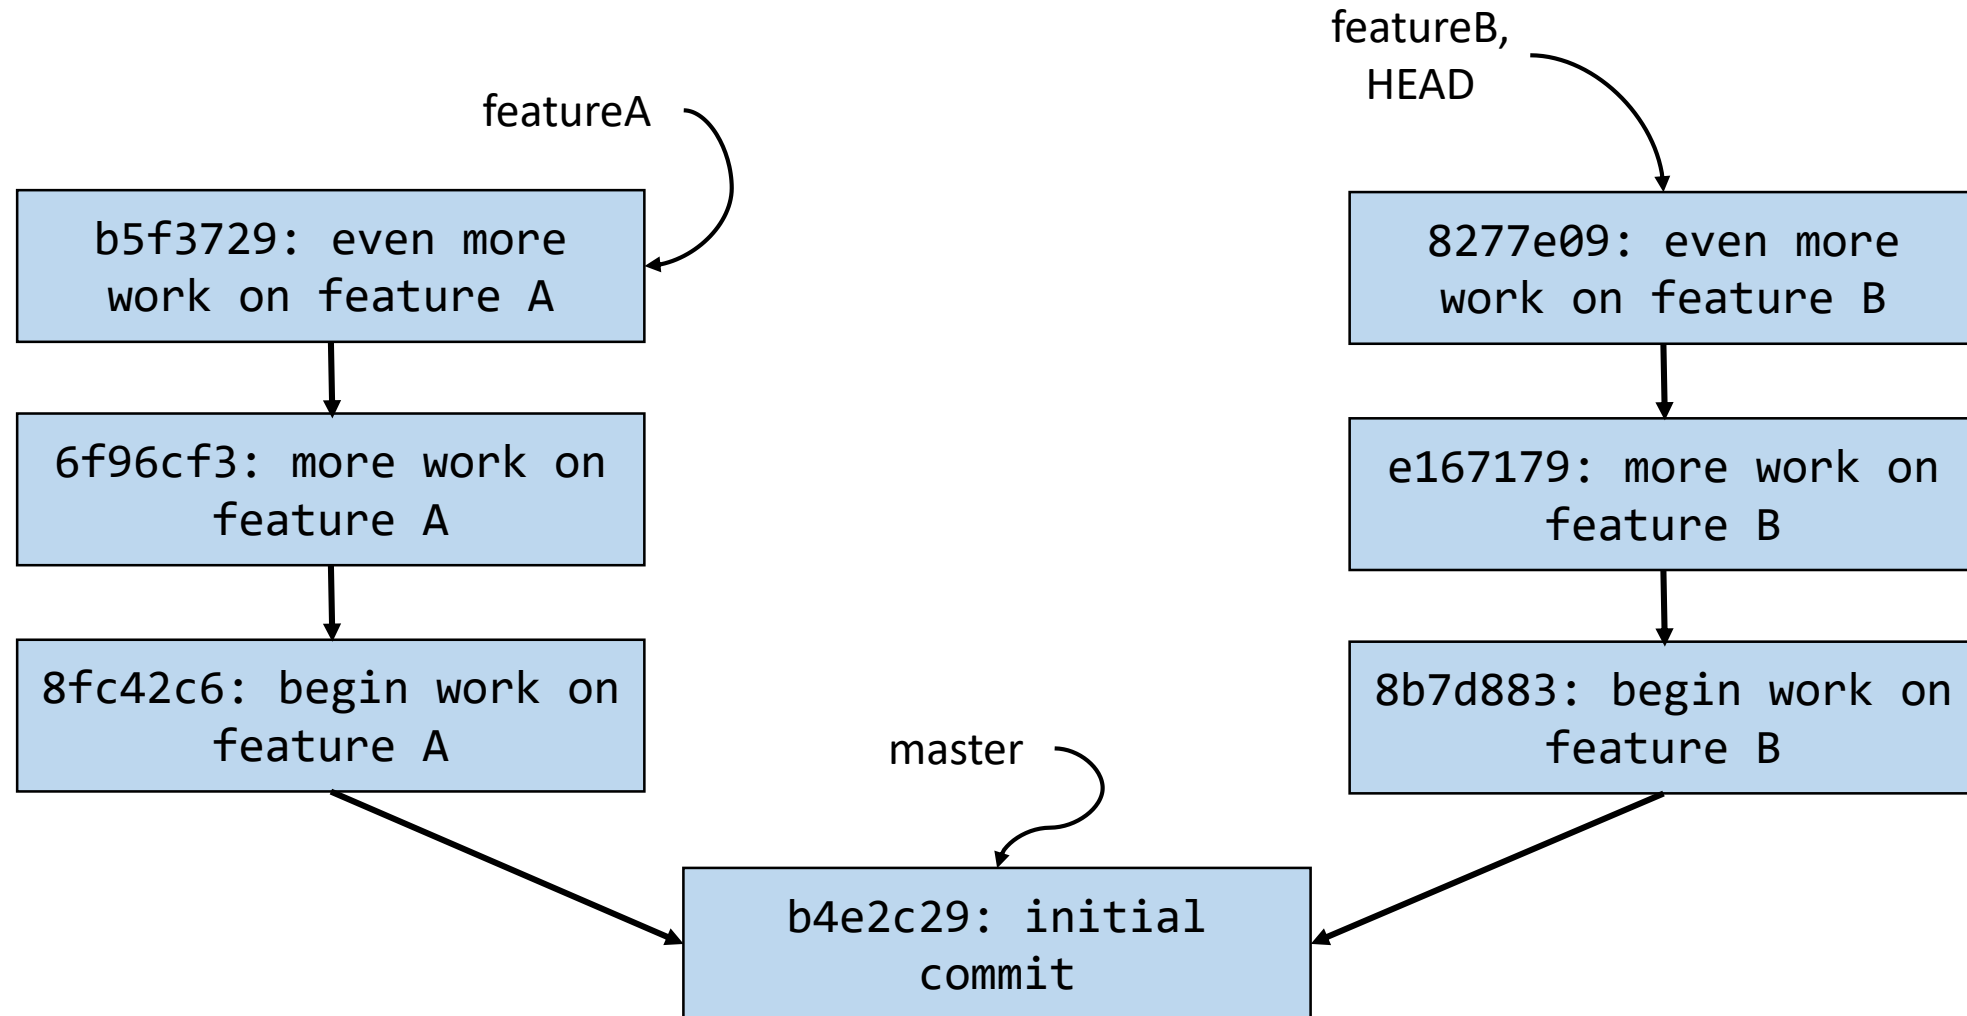 featureB,
HEAD
featureA
b5f3729: even more
work on feature A
8277e09: even more
work on feature B
6f96cf3: more work on
feature A
e167179: more work on
feature B
8fc42c6: begin work on
feature A
8b7d883: begin work on
feature B
master
b4e2c29: initial
commit